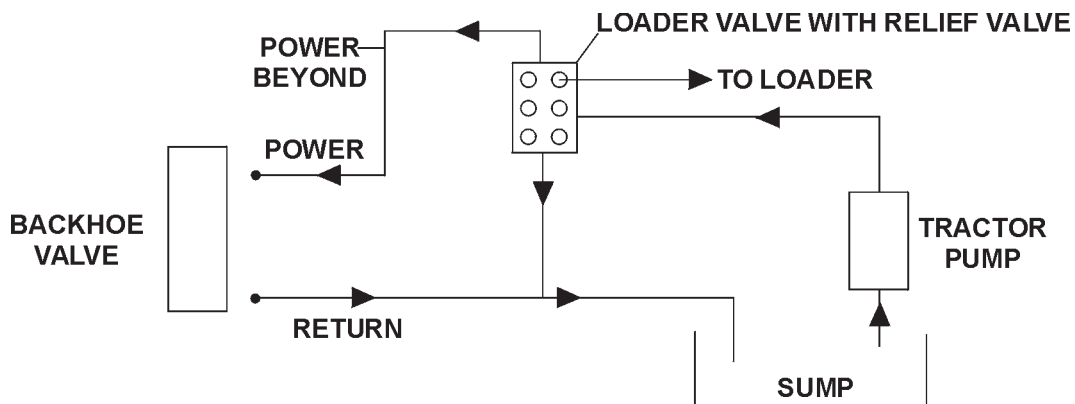 LOADER VALVE WITH RELIEF VALVE
POWER
BEYOND
TO LOADER
POWER
BACKHOE
VALVE
TRACTOR
PUMP
RETURN
SUMP